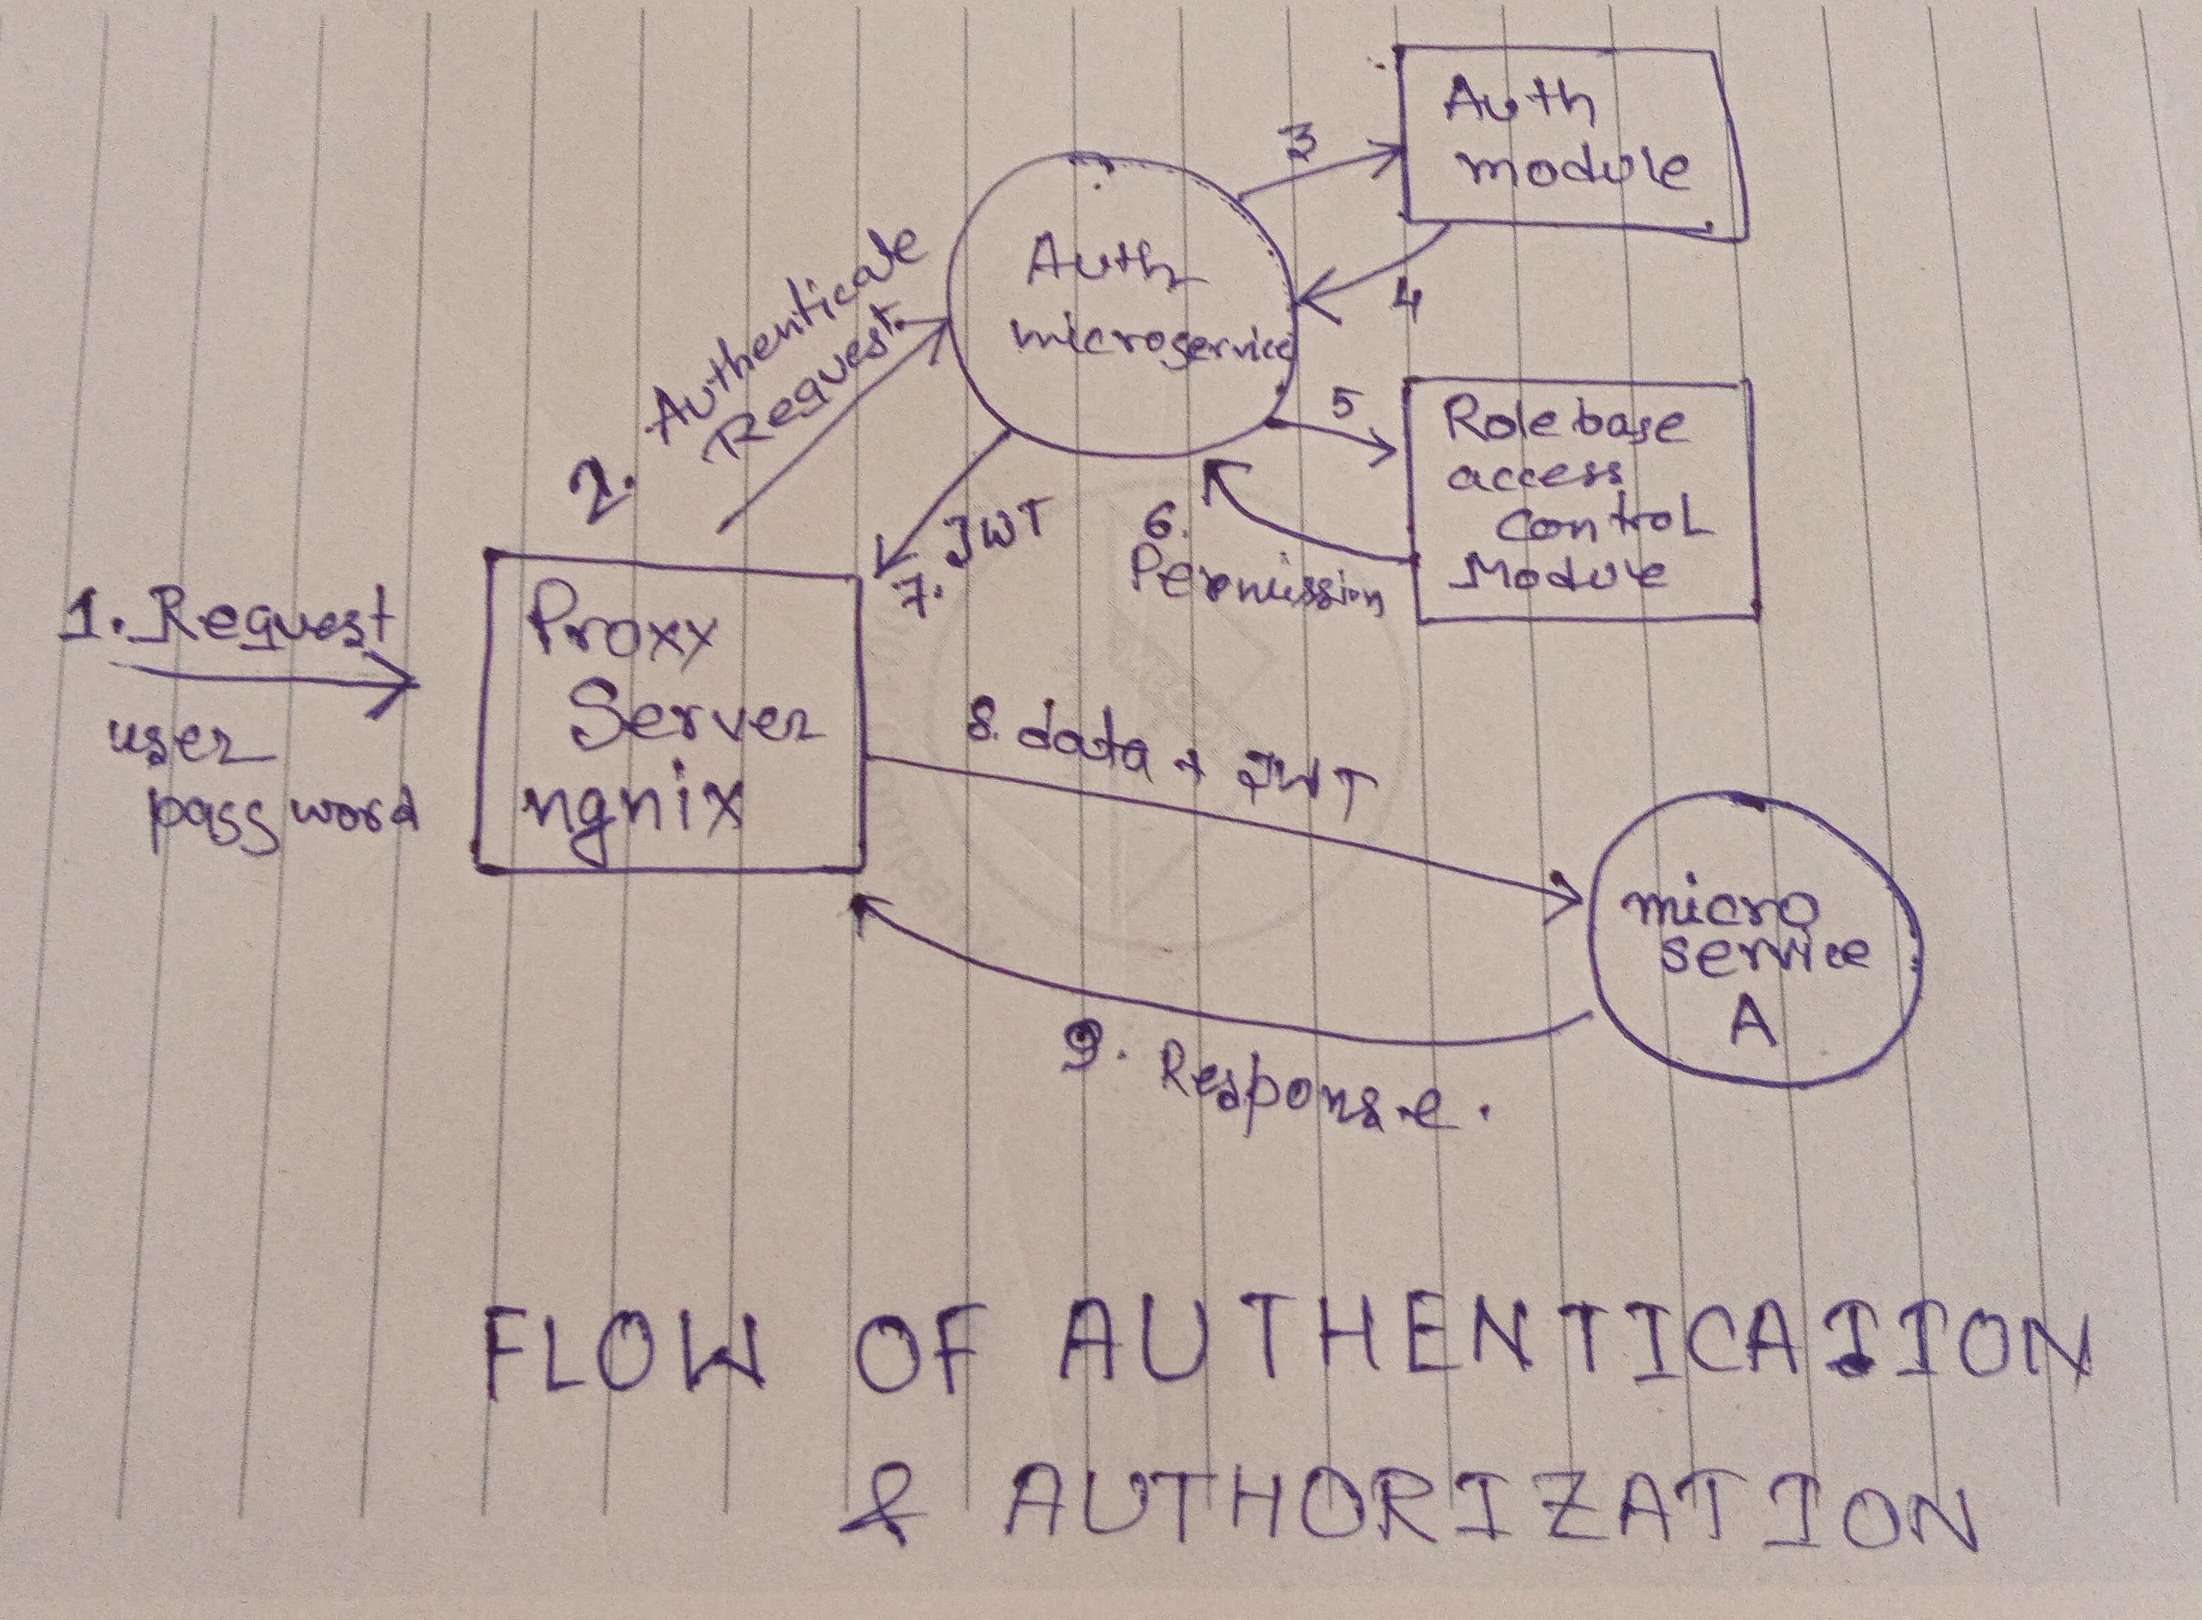 Auth
module
3
4
Auth
microservice
2. Authenticate
Request.
5
Role base
access
control
Module
6.
Permission
7. JWT
1. Request
user
password
Proxy
Server
ngnix
8. data + JWT
micro
service
A
9. Response.
FLOW OF AUTHENTICATION
& AUTHORIZATION